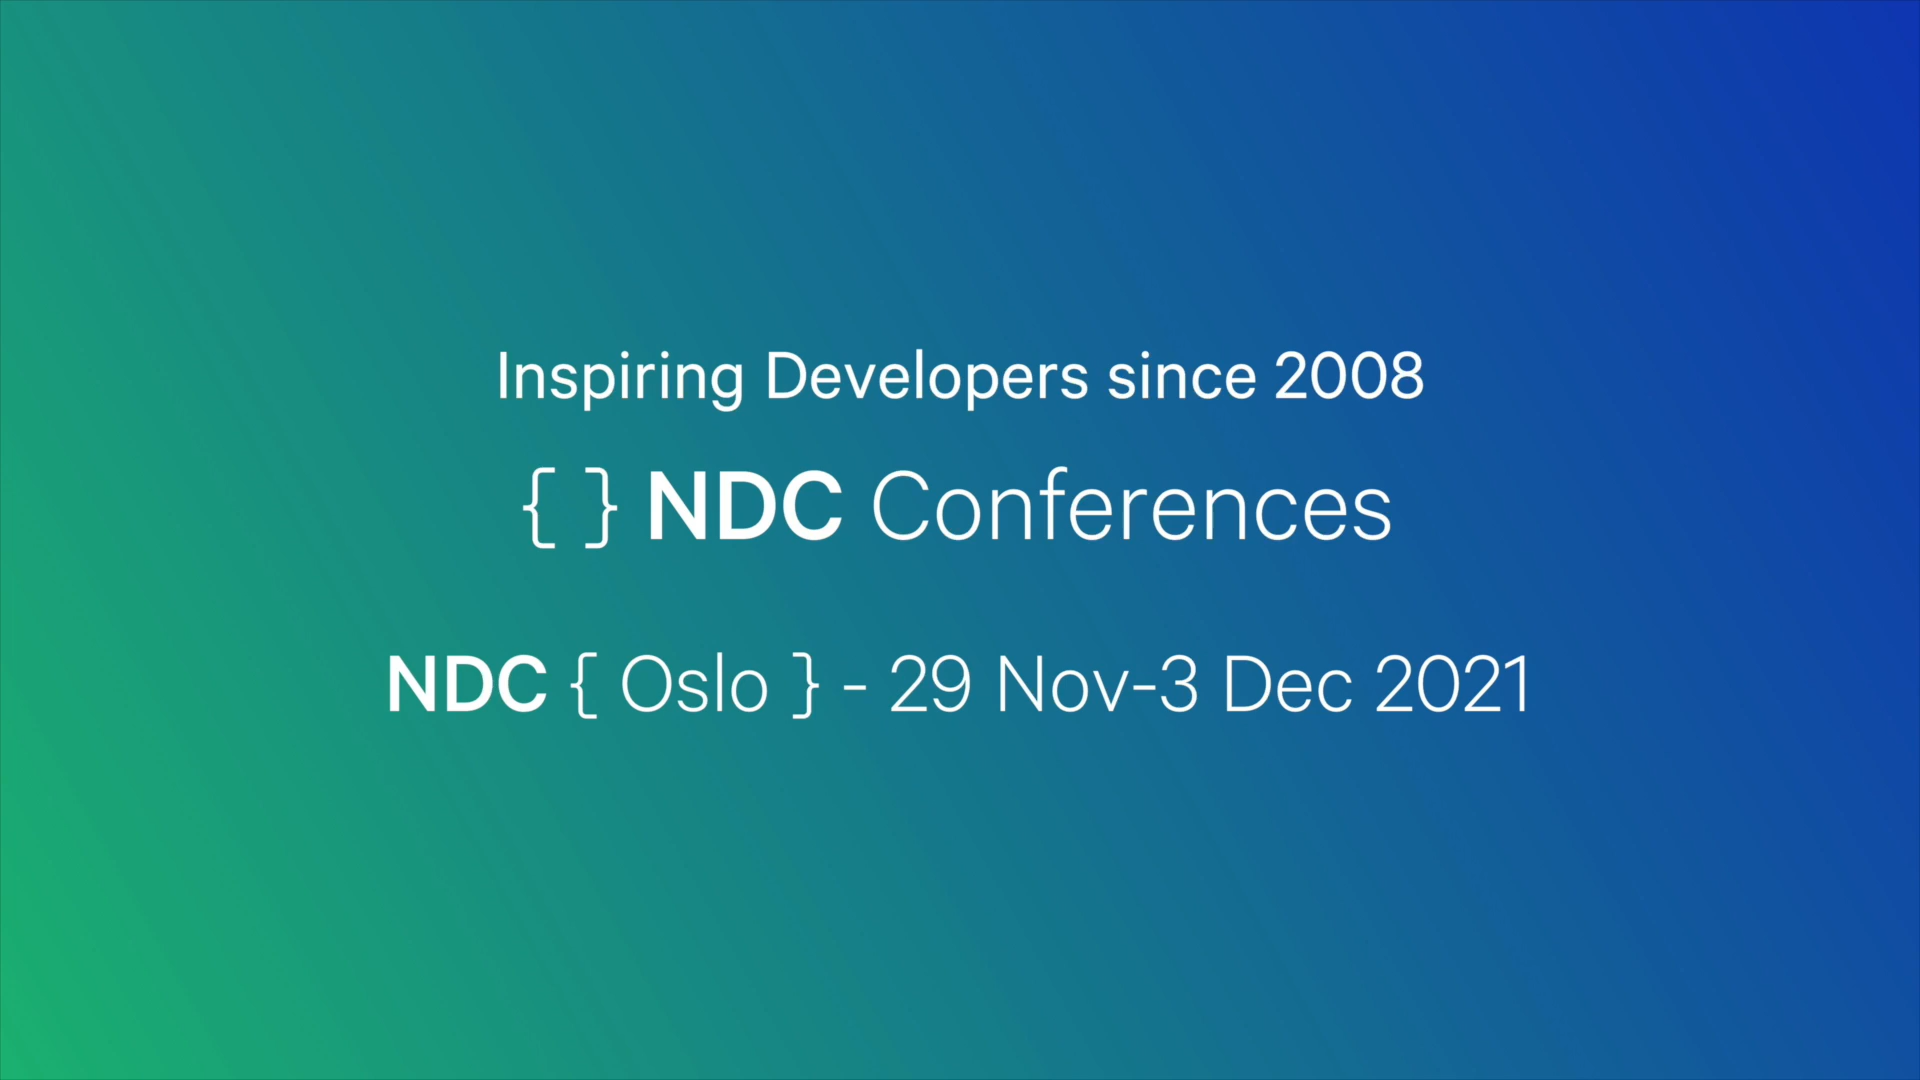 Inspiring Developers since 2008
{ } NDC Conferences
NDC { Oslo } - 29 Nov-3 Dec 2021